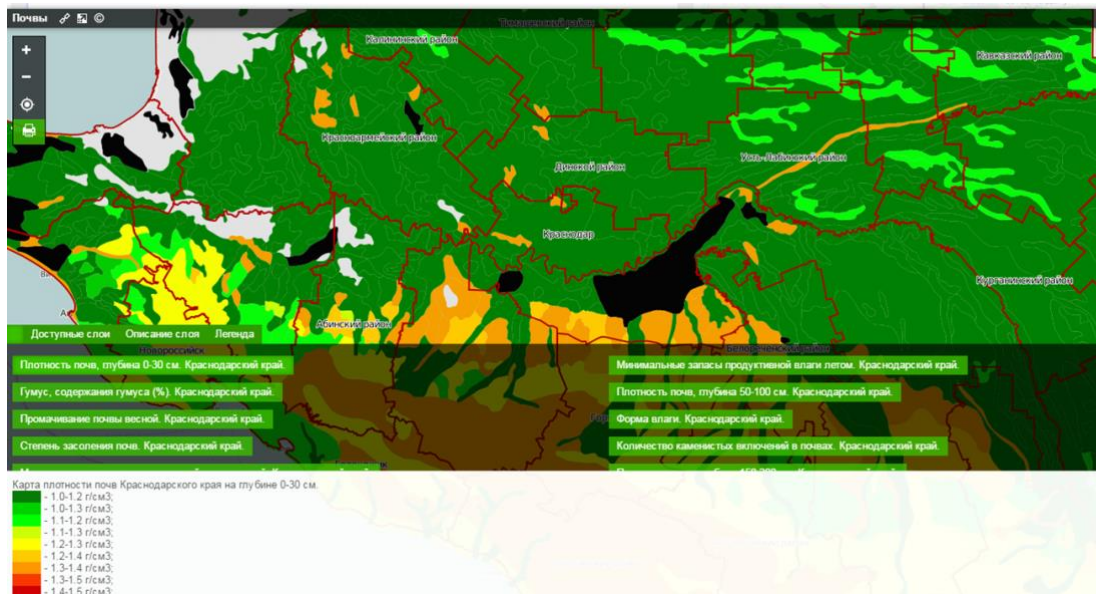 Почвы
Тимашевский район
Калининский район
Кавказский район
Красноармейский район
Усть-Лабинский район
Динской район
Краснодар
Курганинский район
Абинский район
Доступные слои Описание слоя Легенда
Новороссийск
Белореченский район
Плотность почв, глубина 0-30 см. Краснодарский край.
Минимальные запасы продуктивной влаги летом. Краснодарский край.
Гумус, содержания гумуса (%). Краснодарский край.
Плотность почв, глубина 50-100 см. Краснодарский край.
Промачивание почвы весной. Краснодарский край.
Форма влаги. Краснодарский край.
Степень засоления почв. Краснодарский край.
Количество каменистых включений в почвах. Краснодарский край.
Карта плотности почв Краснодарского края на глубине 0-30 см.
- 1.0-1.2 г/см3;
- 1.0-1.3 г/см3;
- 1.1-1.2 г/см3;
- 1.1-1.3 г/см3;
- 1.2-1.3 г/см3;
- 1.2-1.4 г/см3;
- 1.3-1.4 г/см3;
- 1.3-1.5 г/см3;
- 1.4-1.5 г/см3;